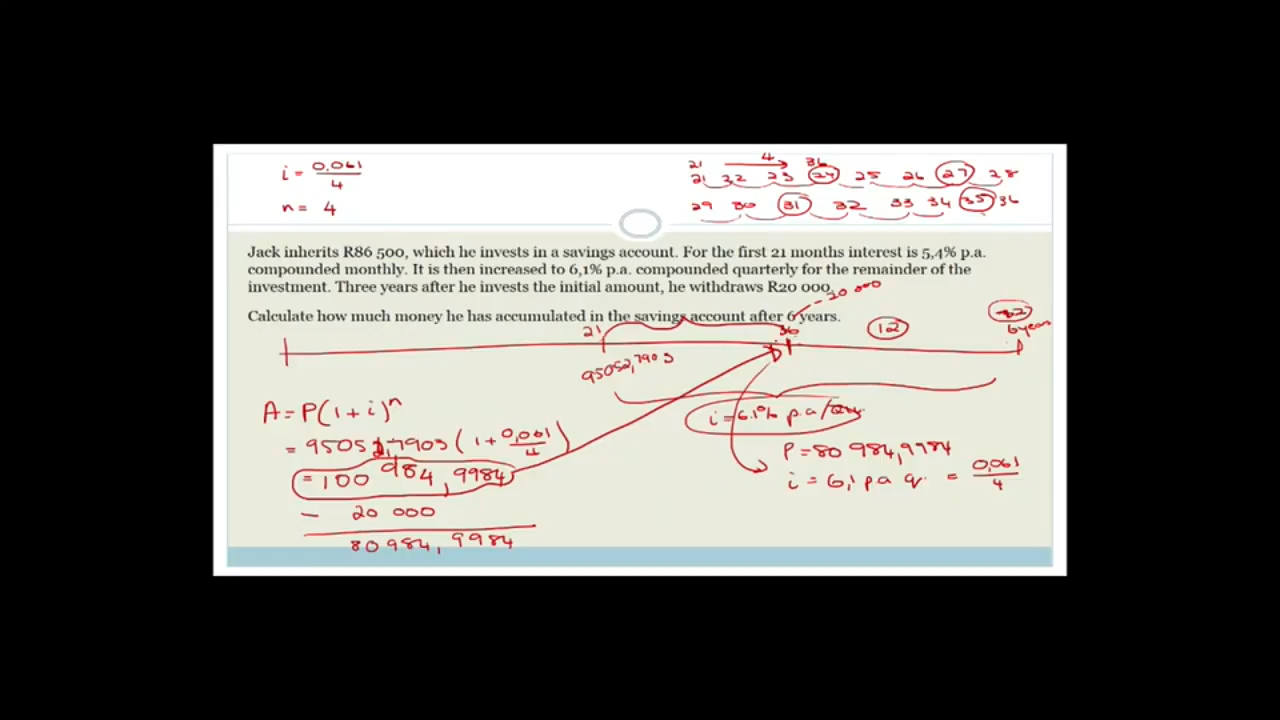 i = 0,061/4
n = 4
21 4 36
21 22 23 24 25 26 27 28
29 30 31 32 33 34 35 36
Jack inherits R86 500, which he invests in a savings account. For the first 21 months interest is 5,4% p.a.
compounded monthly. It is then increased to 6,1% p.a. compounded quarterly for the remainder of the
investment. Three years after he invests the initial amount, he withdraws R20 000.
- 20 000
Calculate how much money he has accumulated in the savings account after 6 years.
21 36 12 6 years
95052,7903
A = P(1 + i)^n
i = 6.1% p.a/
= 95052,7903 (1 + 0,061/4)
P = 80 984,9984
= 100 984,9984
i = 6,1 p a q. = 0,061/4
- 20 000
80 984,9984